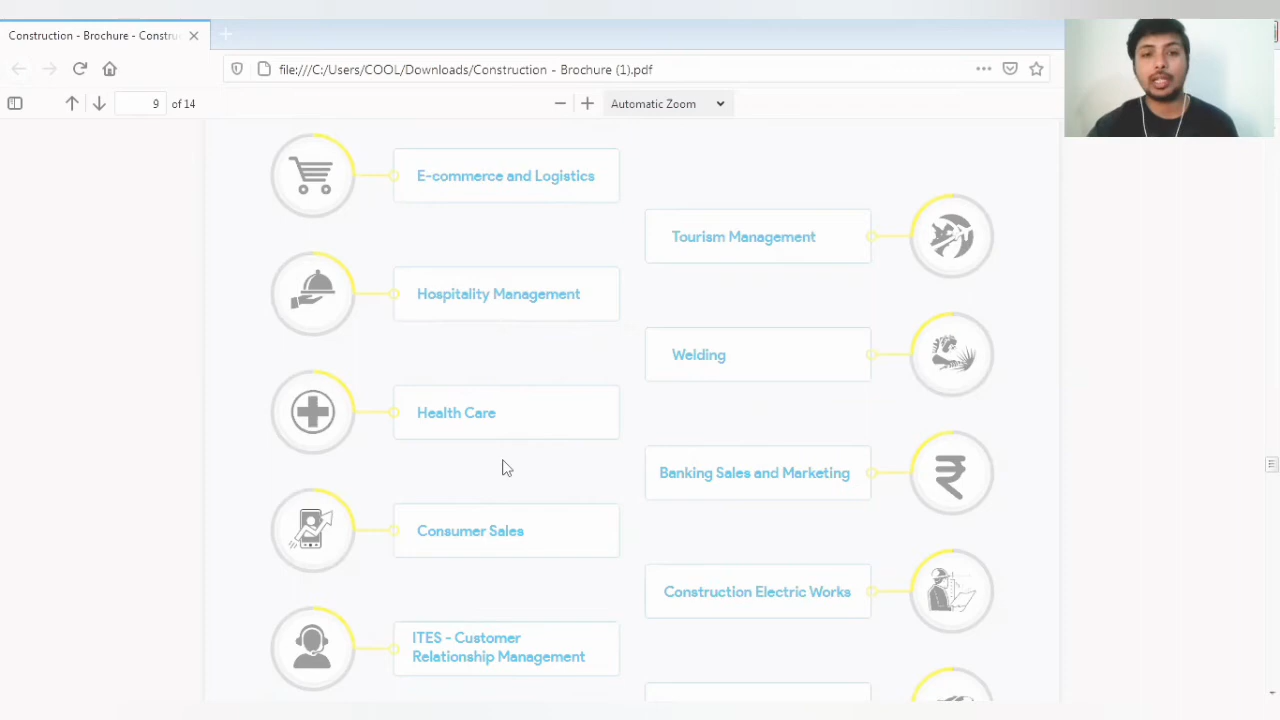 Construction - Brochure - Constru
file:///C:/Users/COOL/Downloads/Construction - Brochure (1).pdf
9 of 14
Automatic Zoom
E-commerce and Logistics
Tourism Management
Hospitality Management
Welding
Health Care
Banking Sales and Marketing
Consumer Sales
Construction Electric Works
ITES - Customer
Relationship Management